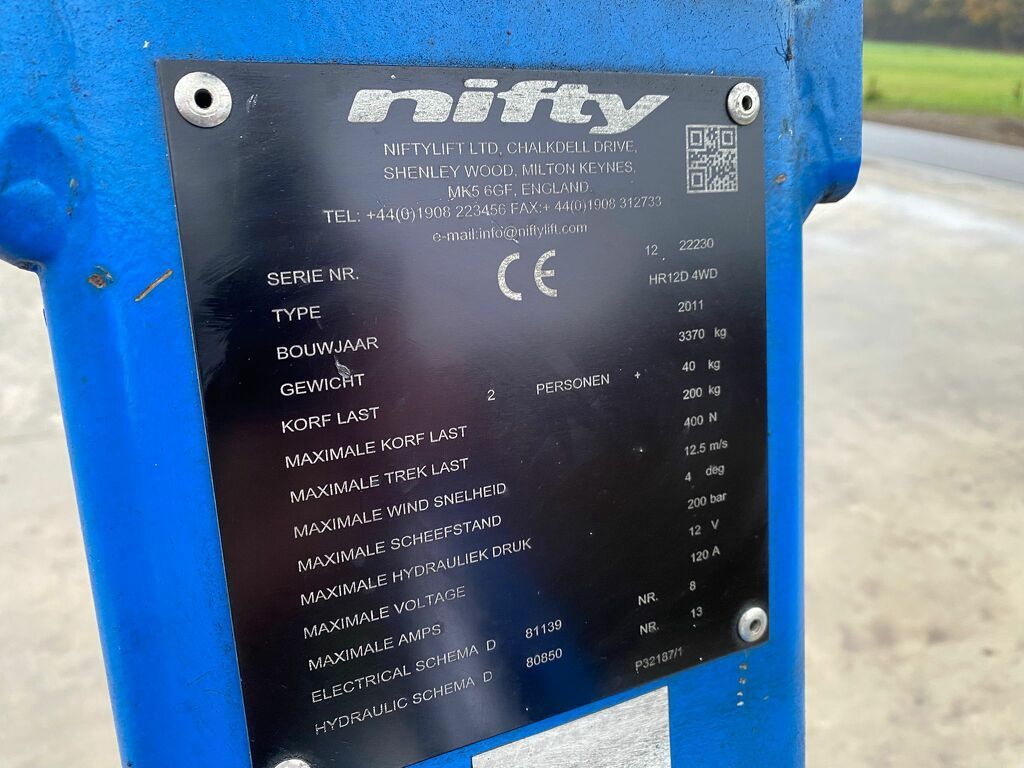 nifty
NIFTYLIFT LTD, CHALKDELL DRIVE,
SHENLEY WOOD, MILTON KEYNES,
MK5 6GF, ENGLAND.
TEL: +44(0)1908 223456 FAX:+ 44(0)1908 312733
e-mail:info@niftylift.com
CE
SERIE NR. 12 22230
TYPE HR12D 4WD
BOUWJAAR 2011
GEWICHT 3370 kg
KORF LAST 2 PERSONEN + 40 kg
MAXIMALE KORF LAST 200 kg
MAXIMALE TREK LAST 400 N
MAXIMALE WIND SNELHEID 12.5 m/s
MAXIMALE SCHEEFSTAND 4 deg
MAXIMALE HYDRAULIEK DRUK 200 bar
MAXIMALE VOLTAGE 12 V
MAXIMALE AMPS 120 A
ELECTRICAL SCHEMA D 81139 NR. 8
HYDRAULIC SCHEMA D 80850 NR. 13
P32187/1